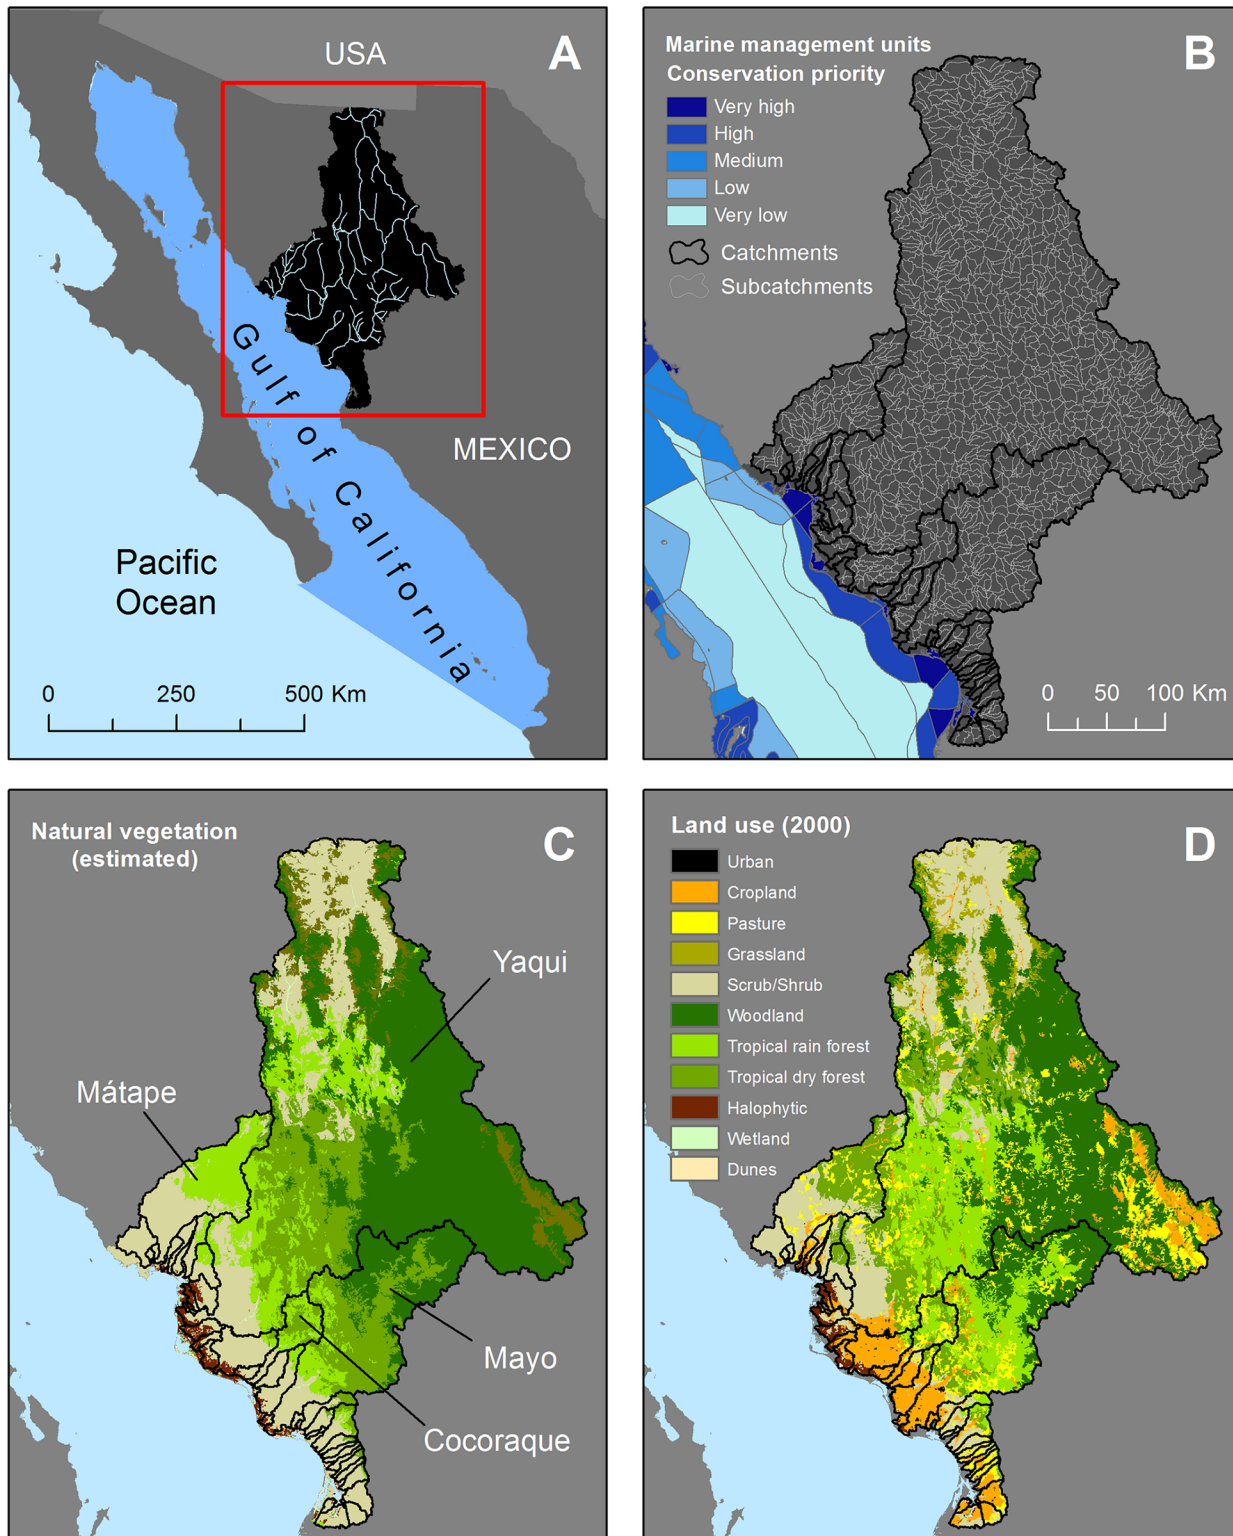 A
USA
MEXICO
Gulf of California
Pacific
Ocean
0 250 500 Km
B
Marine management units
Conservation priority
Very high
High
Medium
Low
Very low
Catchments
Subcatchments
0 50 100 Km
C
Natural vegetation
(estimated)
Yaqui
Mátape
Mayo
Cocoraque
D
Land use (2000)
Urban
Cropland
Pasture
Grassland
Scrub/Shrub
Woodland
Tropical rain forest
Tropical dry forest
Halophytic
Wetland
Dunes